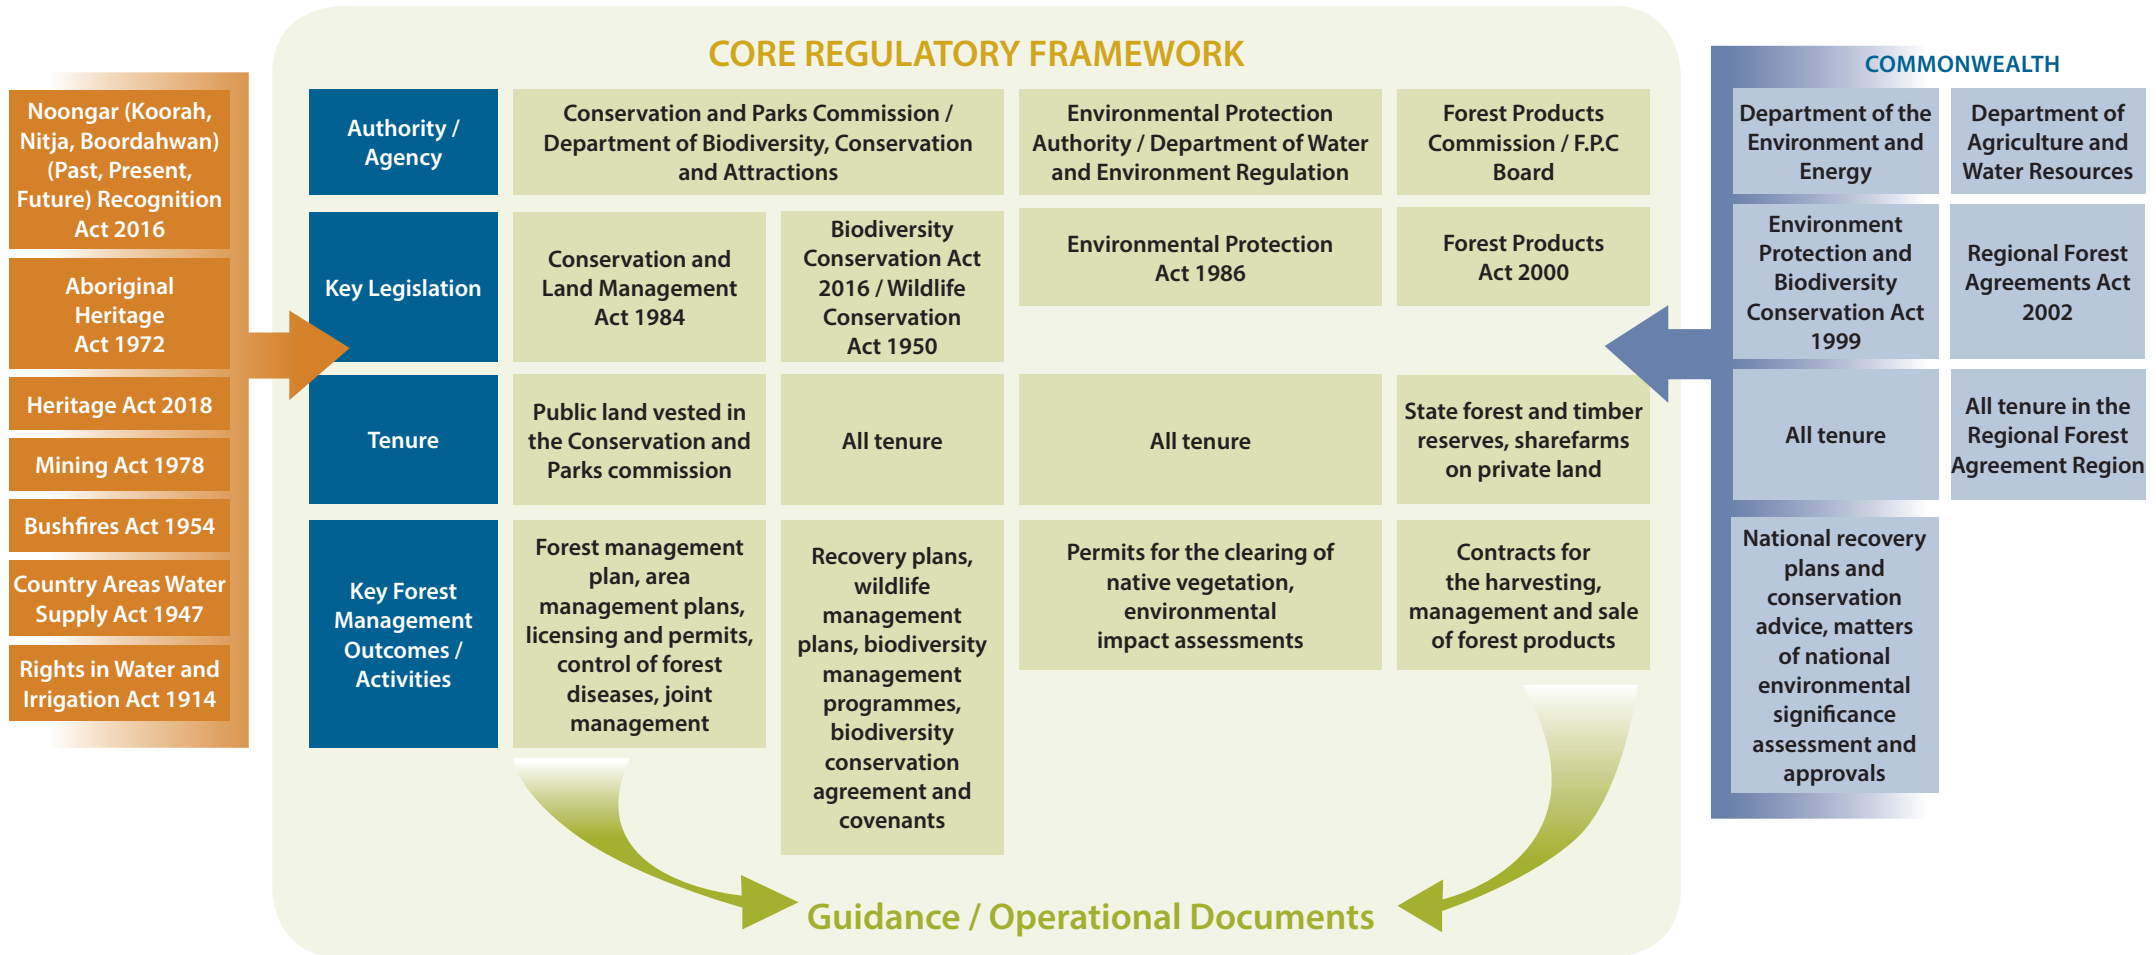 CORE REGULATORY FRAMEWORK
Noongar (Koorah,
Nitja, Boordahwan)
(Past, Present,
Future) Recognition
Act 2016
Aboriginal
Heritage
Act 1972
Heritage Act 2018
Mining Act 1978
Bushfires Act 1954
Country Areas Water
Supply Act 1947
Rights in Water and
Irrigation Act 1914
Authority /
Agency
Conservation and Parks Commission /
Department of Biodiversity, Conservation
and Attractions
Environmental Protection
Authority / Department of Water
and Environment Regulation
Forest Products
Commission / F.P.C
Board
Key Legislation
Conservation and
Land Management
Act 1984
Biodiversity
Conservation Act
2016 / Wildlife
Conservation
Act 1950
Environmental Protection
Act 1986
Forest Products
Act 2000
Tenure
Public land vested in
the Conservation and
Parks commission
All tenure
All tenure
State forest and timber
reserves, sharefarms
on private land
Key Forest
Management
Outcomes /
Activities
Forest management
plan, area
management plans,
licensing and permits,
control of forest
diseases, joint
management
Recovery plans,
wildlife
management
plans, biodiversity
management
programmes,
biodiversity
conservation
agreement and
covenants
Permits for the clearing of
native vegetation,
environmental
impact assessments
Contracts for
the harvesting,
management and sale
of forest products
Guidance / Operational Documents
COMMONWEALTH
Department of the
Environment and
Energy
Department of
Agriculture and
Water Resources
Environment
Protection and
Biodiversity
Conservation Act
1999
Regional Forest
Agreements Act
2002
All tenure
All tenure in the
Regional Forest
Agreement Region
National recovery
plans and
conservation
advice, matters
of national
environmental
significance
assessment and
approvals